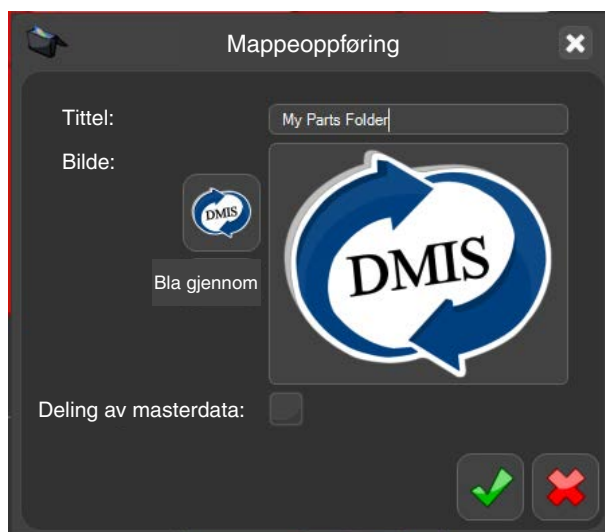 Mappeoppføring
Tittel:
My Parts Folder
Bilde:
DMIS
DMIS
Bla gjennom
Deling av masterdata: